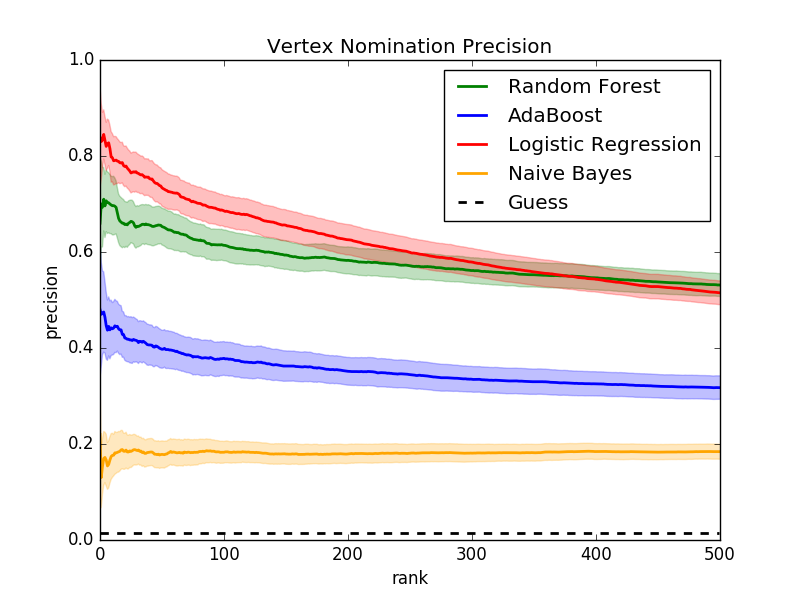 Vertex Nomination Precision
1.0
0.8
0.6
0.4
0.2
0.0
precision
Random Forest
AdaBoost
Logistic Regression
Naive Bayes
Guess
0 100 200 300 400 500
rank